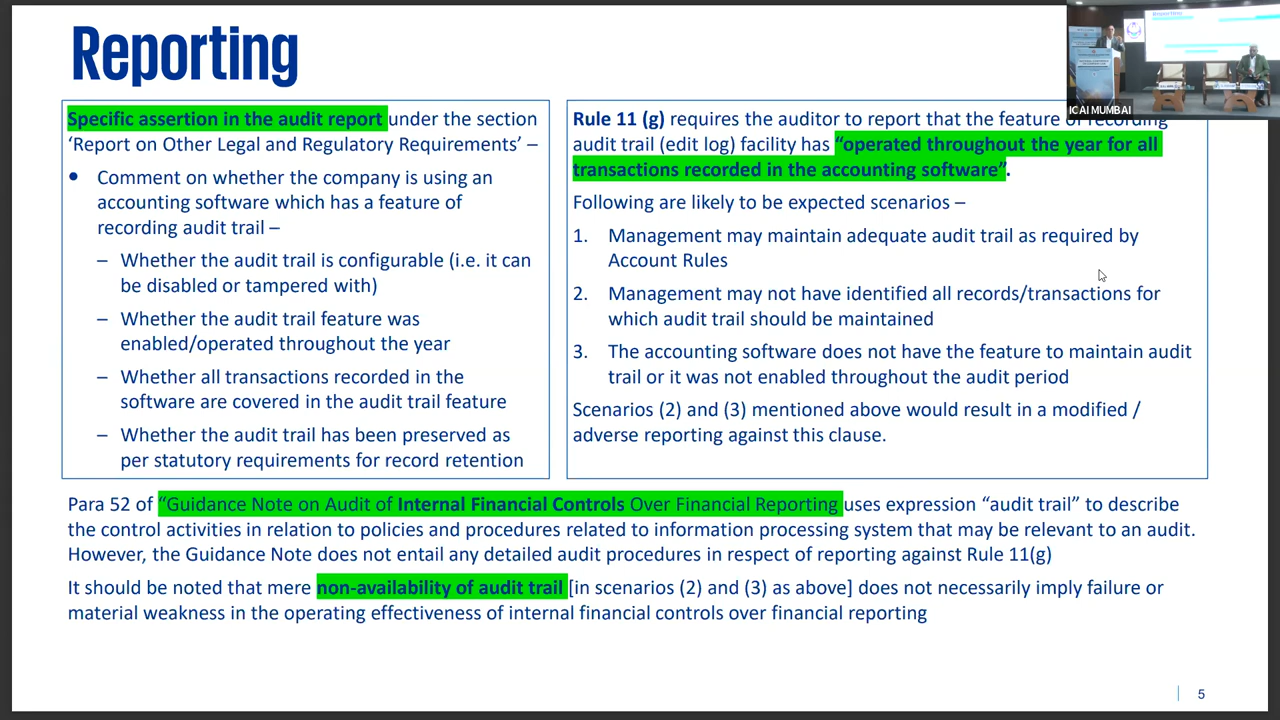 Reporting
Specific assertion in the audit report under the section
‘Report on Other Legal and Regulatory Requirements’ –
• Comment on whether the company is using an
accounting software which has a feature of
recording audit trail –
– Whether the audit trail is configurable (i.e. it can
be disabled or tampered with)
– Whether the audit trail feature was
enabled/operated throughout the year
– Whether all transactions recorded in the
software are covered in the audit trail feature
– Whether the audit trail has been preserved as
per statutory requirements for record retention
Rule 11 (g) requires the auditor to report that the feature of recording
audit trail (edit log) facility has “operated throughout the year for all
transactions recorded in the accounting software”.
Following are likely to be expected scenarios –
1. Management may maintain adequate audit trail as required by
Account Rules
2. Management may not have identified all records/transactions for
which audit trail should be maintained
3. The accounting software does not have the feature to maintain audit
trail or it was not enabled throughout the audit period
Scenarios (2) and (3) mentioned above would result in a modified /
adverse reporting against this clause.
Para 52 of “Guidance Note on Audit of Internal Financial Controls Over Financial Reporting uses expression “audit trail” to describe
the control activities in relation to policies and procedures related to information processing system that may be relevant to an audit.
However, the Guidance Note does not entail any detailed audit procedures in respect of reporting against Rule 11(g)
It should be noted that mere non-availability of audit trail [in scenarios (2) and (3) as above] does not necessarily imply failure or
material weakness in the operating effectiveness of internal financial controls over financial reporting
5
ICAI MUMBAI
Reporting